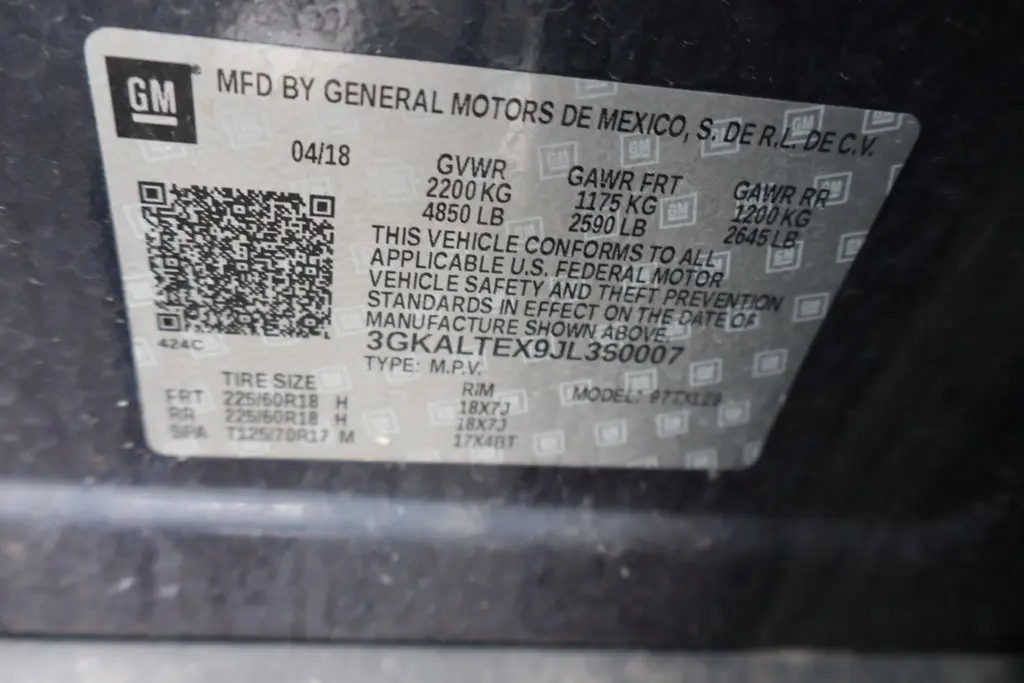 GM
MFD BY GENERAL MOTORS DE MEXICO, S. DE R.L. DE C.V.
04/18
GVWR GAWR FRT GAWR RR
2200 KG 1175 KG 1200 KG
4850 LB 2590 LB 2645 LB
THIS VEHICLE CONFORMS TO ALL
APPLICABLE U.S. FEDERAL MOTOR
VEHICLE SAFETY AND THEFT PREVENTION
STANDARDS IN EFFECT ON THE DATE OF
MANUFACTURE SHOWN ABOVE.
424C
3GKALTEX9JL3S0007
TYPE: M.P.V.
TIRE SIZE RIM MODEL:
FRT 225/60R18 H 18X7J
RR 225/60R18 H 18X7J
SPA T125/70R17 M 17X4BT